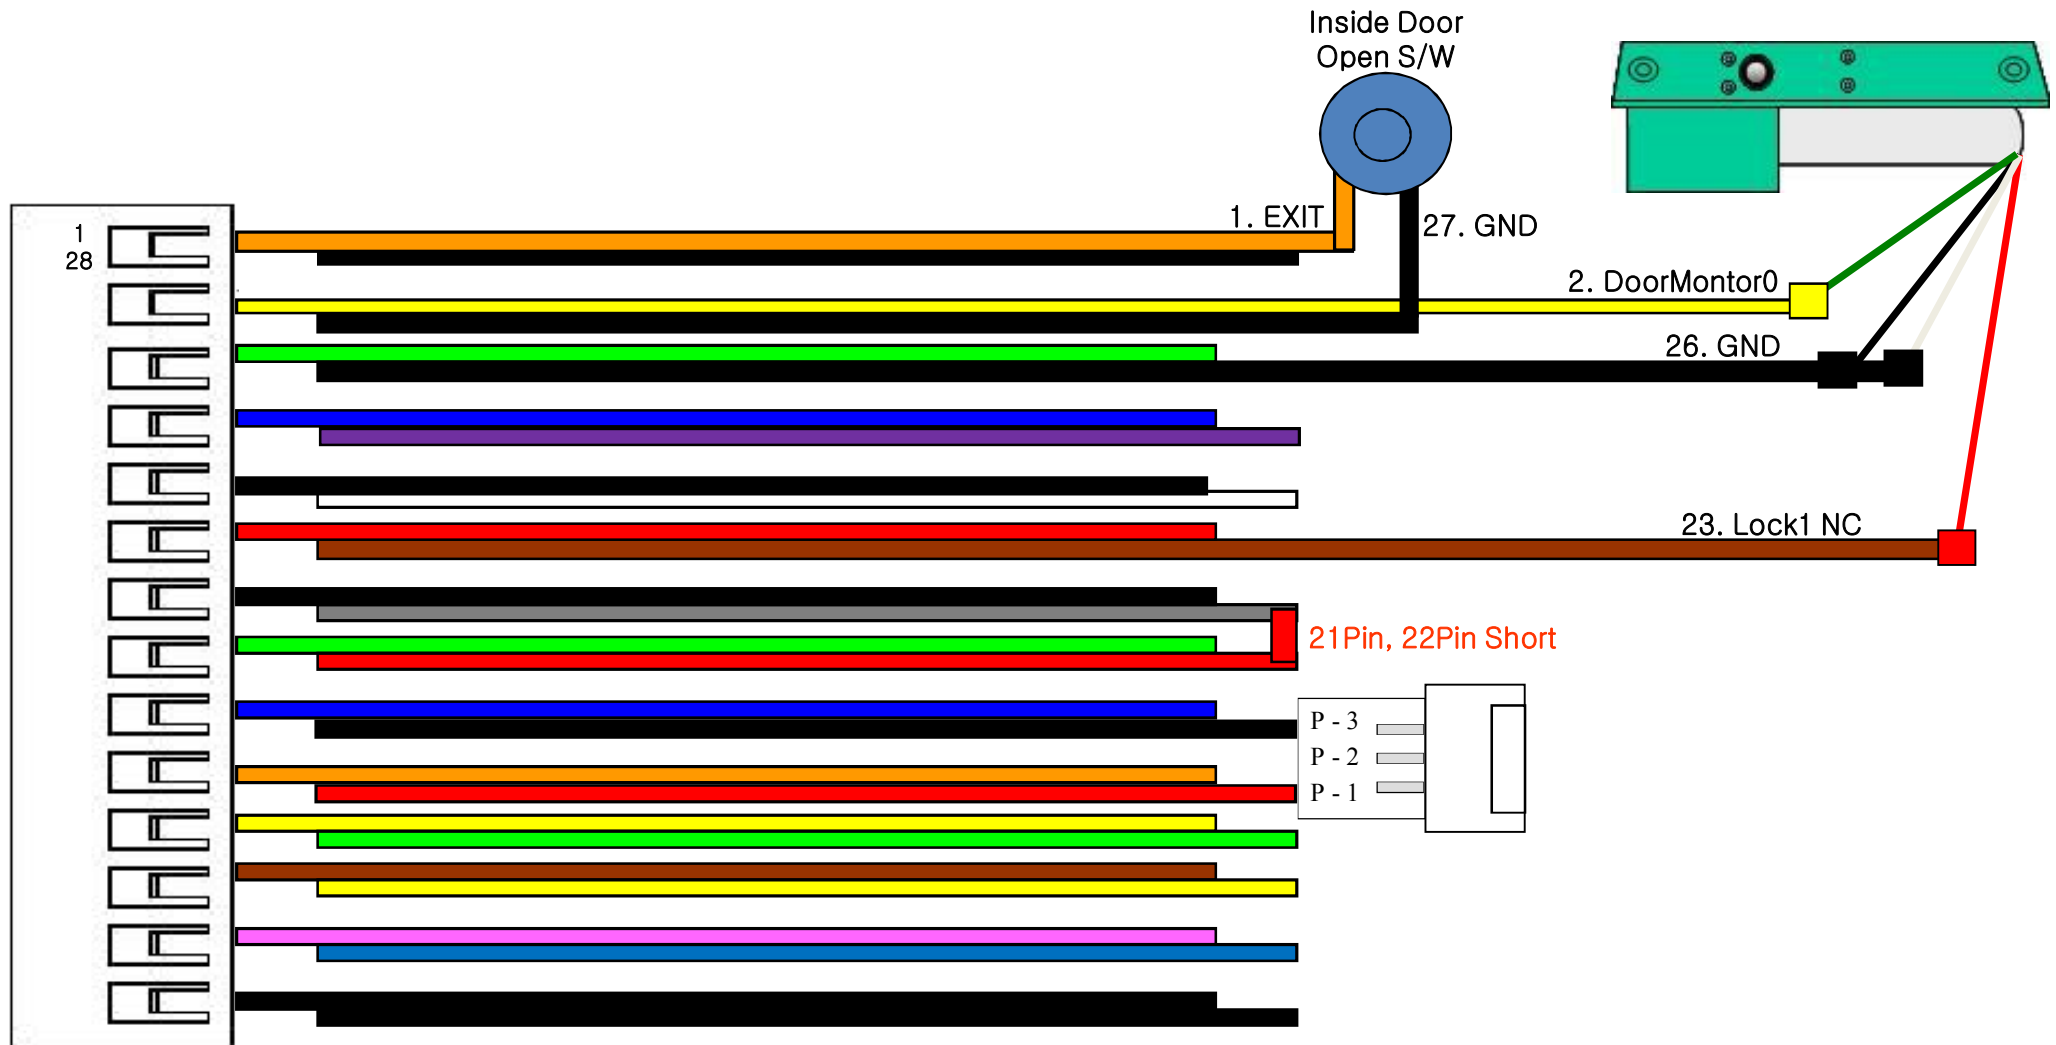 Inside Door
Open S/W
1. EXIT
27. GND
1
28
2. DoorMontor0
26. GND
23. Lock1 NC
21Pin, 22Pin Short
P - 3
P - 2
P - 1